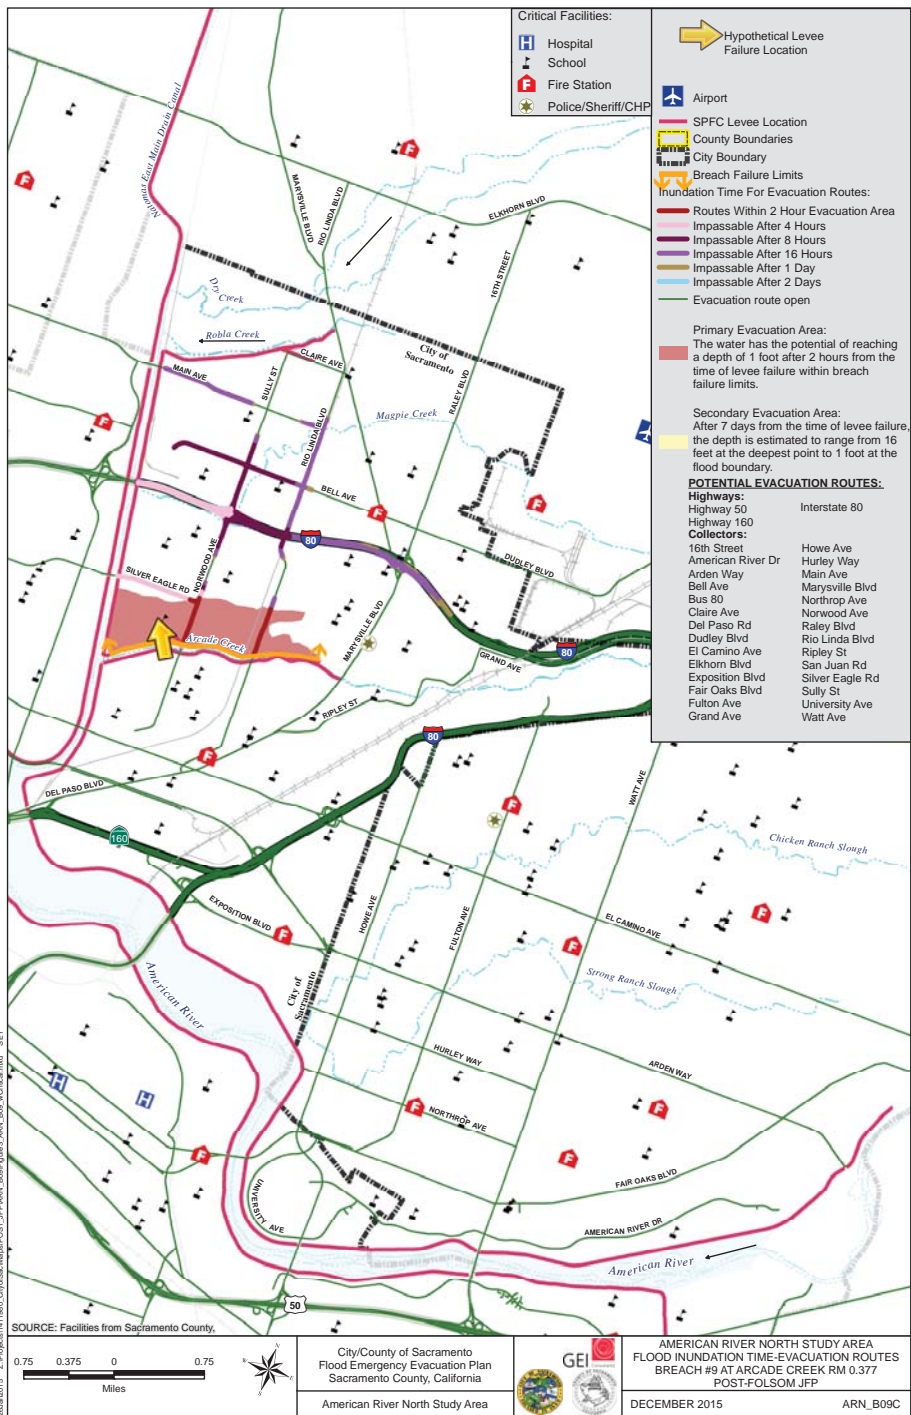 Critical Facilities:
H Hospital
School
F Fire Station
Police/Sheriff/CHP
Hypothetical Levee
Failure Location
Airport
SPFC Levee Location
County Boundaries
City Boundary
Breach Failure Limits
Inundation Time For Evacuation Routes:
Routes Within 2 Hour Evacuation Area
Impassable After 4 Hours
Impassable After 8 Hours
Impassable After 16 Hours
Impassable After 1 Day
Impassable After 2 Days
Evacuation route open
Primary Evacuation Area:
The water has the potential of reaching
a depth of 1 foot after 2 hours from the
time of levee failure within breach
failure limits.
Secondary Evacuation Area:
After 7 days from the time of levee failure,
the depth is estimated to range from 16
feet at the deepest point to 1 foot at the
flood boundary.
POTENTIAL EVACUATION ROUTES:
Highways:
Highway 50
Highway 160
Interstate 80
Collectors:
16th Street
American River Dr
Arden Way
Bell Ave
Bus 80
Claire Ave
Del Paso Rd
Dudley Blvd
El Camino Ave
Elkhorn Blvd
Exposition Blvd
Fair Oaks Blvd
Fulton Ave
Grand Ave
Howe Ave
Hurley Way
Main Ave
Marysville Blvd
Northrop Ave
Norwood Ave
Raley Blvd
Rio Linda Blvd
Ripley St
San Juan Rd
Silver Eagle Rd
Sully St
University Ave
Watt Ave
Natomas East Main Drain Canal
MARYSVILLE BLVD
RIO LINDA BLVD
ELKHORN BLVD
16TH STREET
Dry
Creek
Robla Creek
CLAIRE AVE
City of
Sacramento
MAIN AVE
SULLY ST
RIO LINDA BLVD
RALEY BLVD
Magpie Creek
BELL AVE
80
DUDLEY BLVD
NORWOOD AVE
SILVER EAGLE RD
Arcade Creek
MARYSVILLE BLVD
GRAND AVE
80
RIPLEY ST
80
DEL PASO BLVD
160
WATT AVE
Chicken Ranch Slough
EXPOSITION BLVD
HOWE AVE
FULTON AVE
EL CAMINO AVE
American River
City of
Sacramento
Strong Ranch Slough
HURLEY WAY
ARDEN WAY
NORTHROP AVE
FAIR OAKS BLVD
UNIVERSITY AVE
AMERICAN RIVER DR
American River
50
SOURCE: Facilities from Sacramento County,
0.75 0.375 0 0.75
Miles
N
E
S
W
City/County of Sacramento
Flood Emergency Evacuation Plan
Sacramento County, California
American River North Study Area
GEI
Consultants
AMERICAN RIVER NORTH STUDY AREA
FLOOD INUNDATION TIME-EVACUATION ROUTES
BREACH #9 AT ARCADE CREEK RM 0.377
POST-FOLSOM JFP
DECEMBER 2015 ARN_B09C